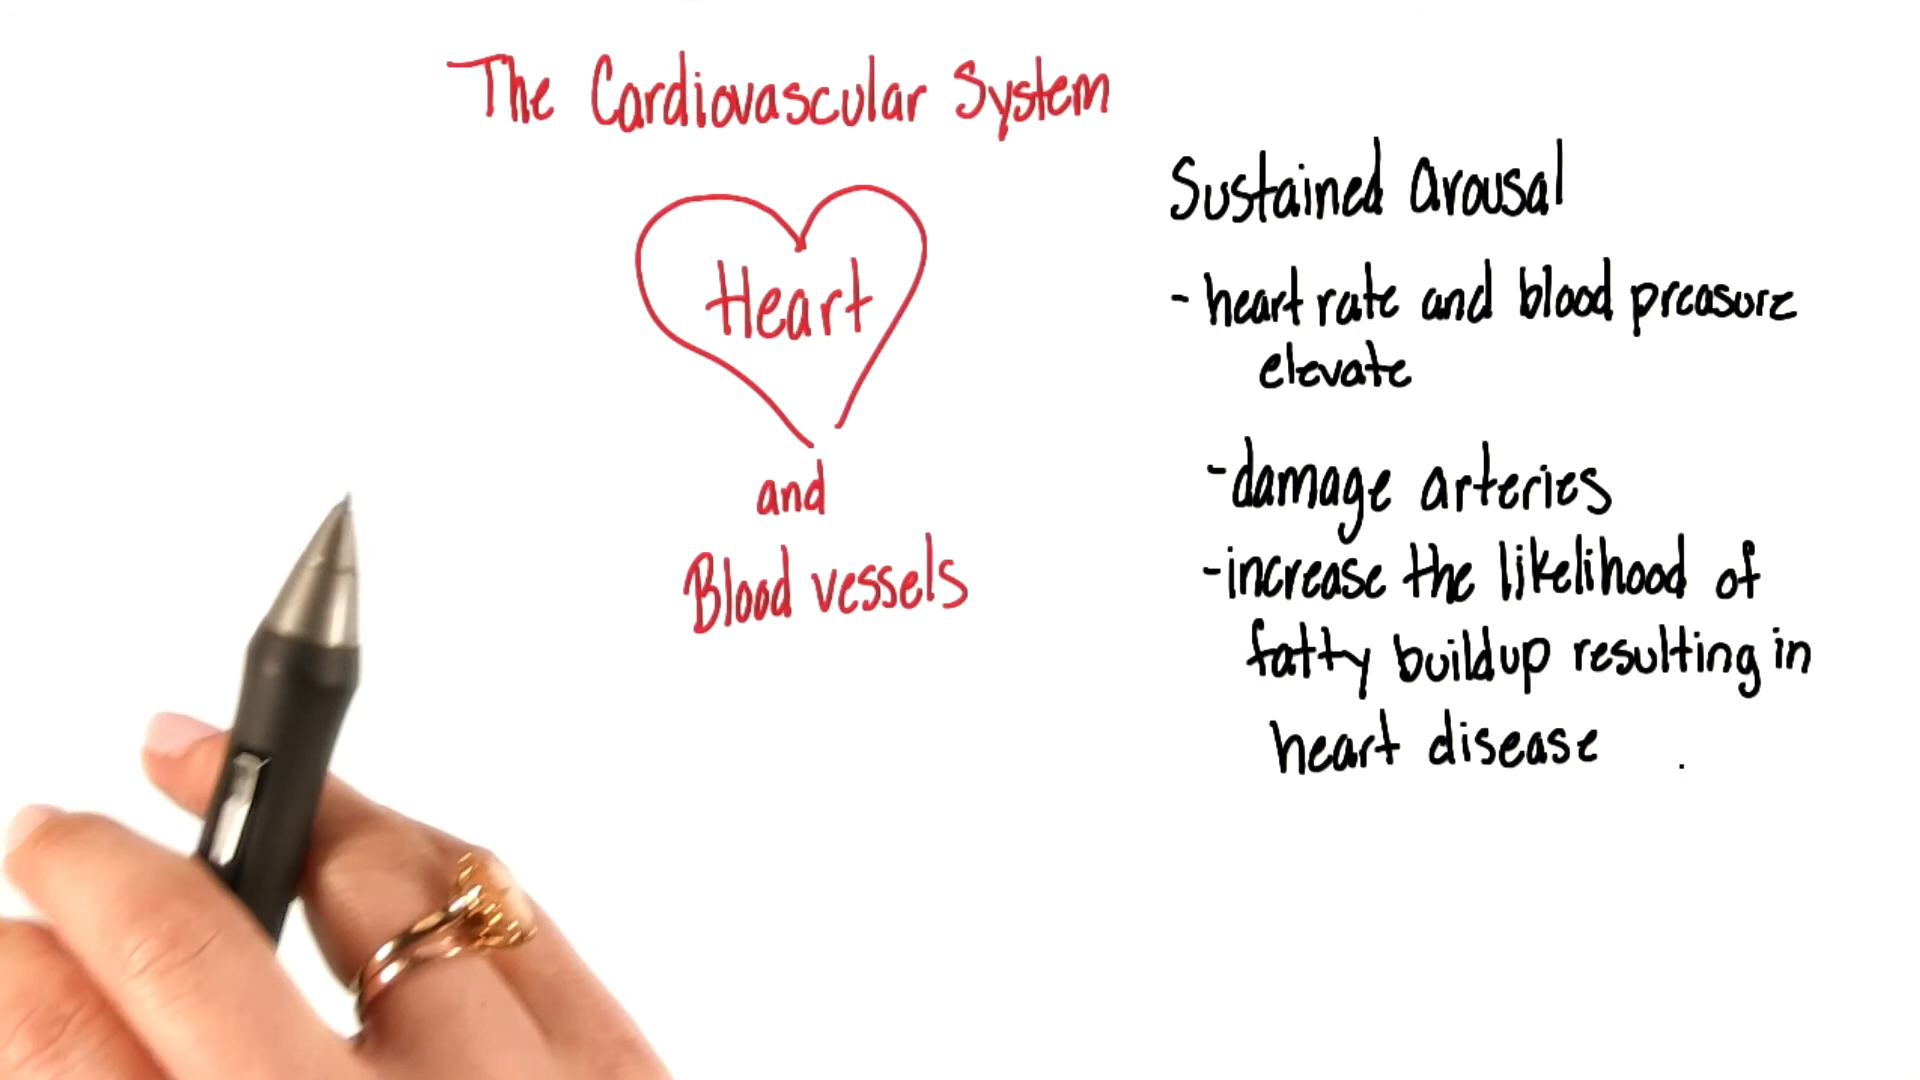 The Cardiovascular System
Heart
and
Blood vessels
Sustained arousal
- heart rate and blood preasure
elevate
- damage arteries
- increase the likelihood of
fatty buildup resulting in
heart disease .